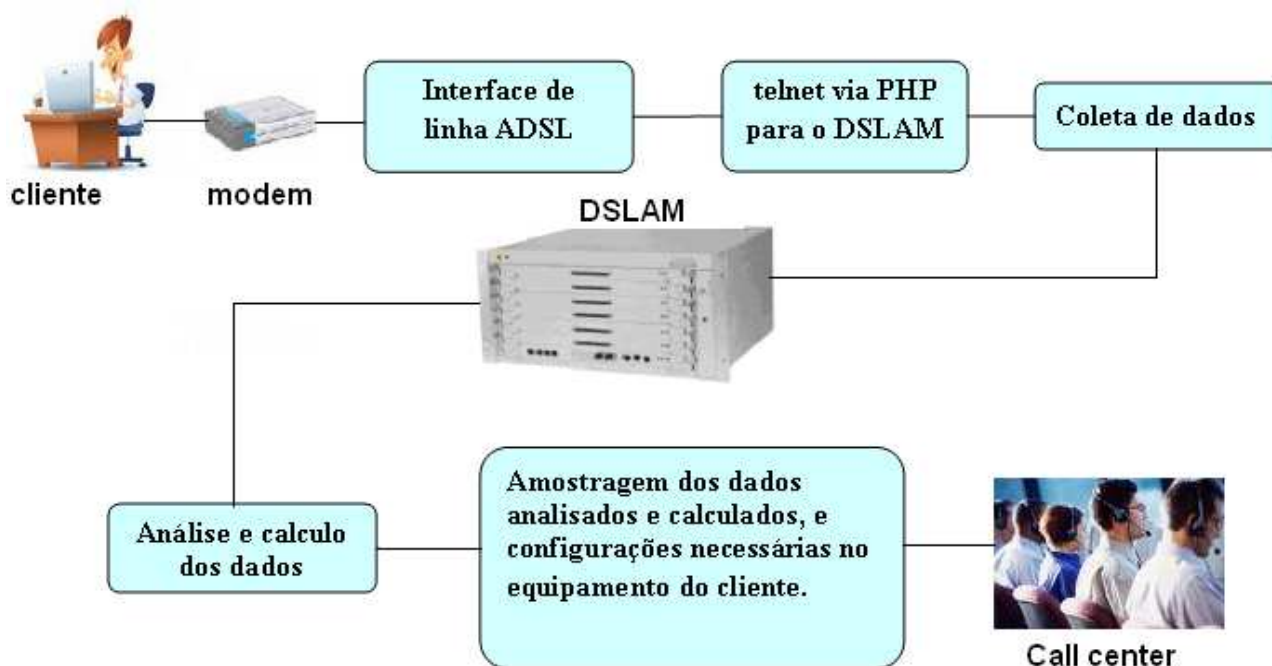 Interface de
linha ADSL
telnet via PHP
para o DSLAM
Coleta de dados
cliente
modem
DSLAM
Análise e calculo
dos dados
Amostragem dos dados
analisados e calculados, e
configurações necessárias no
equipamento do cliente.
Call center